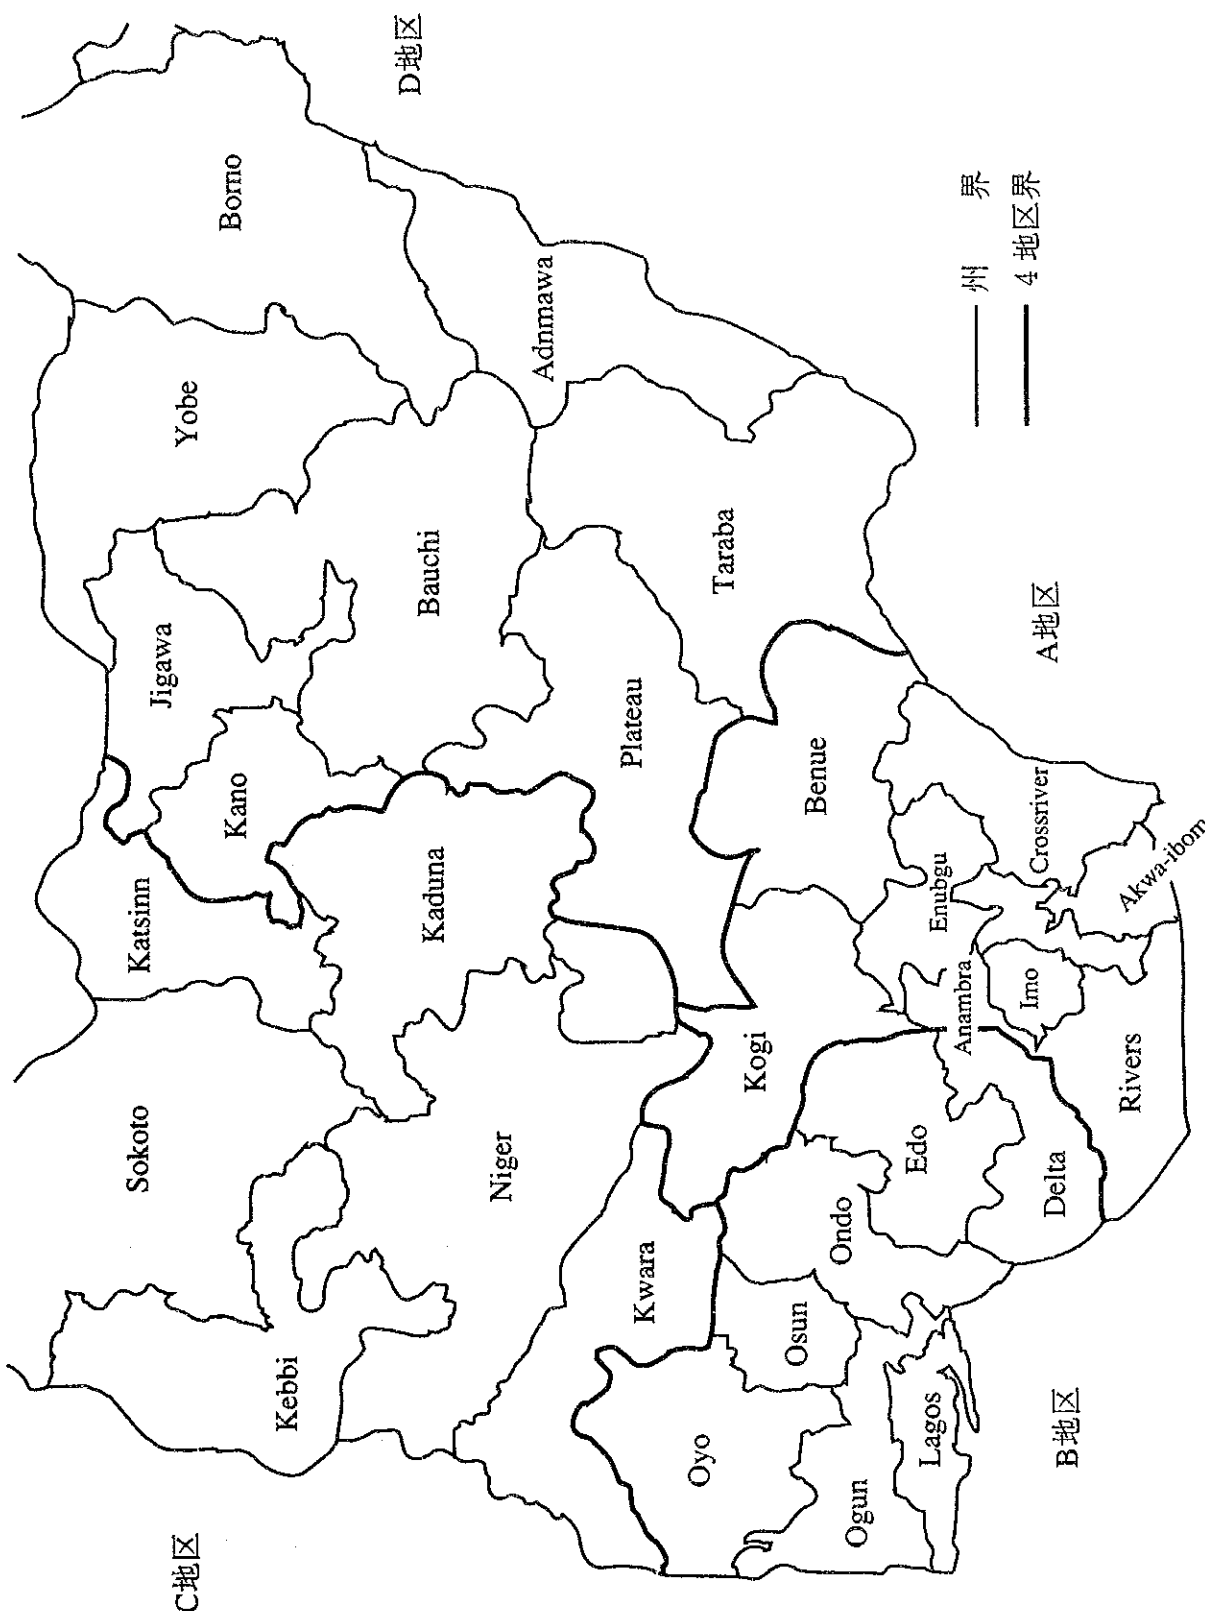 C地区
Sokoto
Kebbi
Katsinn
Niger
Kaduna
Kwara
D地区
Borno
Yobe
Jigawa
Kano
Bauchi
Adnmawa
Plateau
Taraba
A地区
Benue
Kogi
Enubgu
Anambra
Imo
Crossriver
Akwa-ibom
Rivers
B地区
Oyo
Osun
Ondo
Edo
Delta
Ogun
Lagos
州 界
4 地区界